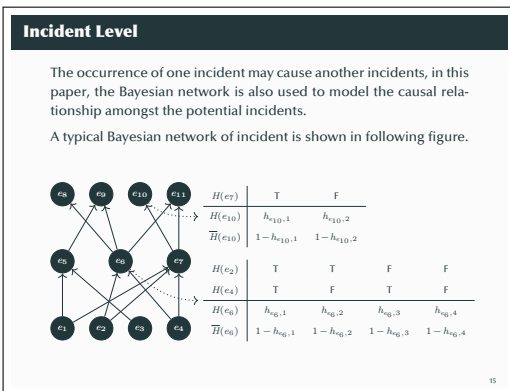 Incident Level
The occurrence of one incident may cause another incidents, in this
paper, the Bayesian network is also used to model the causal rela-
tionship amongst the potential incidents.
A typical Bayesian network of incident is shown in following figure.
e8 e9 e10 e11
e5 e6 e7
e1 e2 e3 e4
H(e7) T F
H(e10) h_{e10},1 h_{e10},2
H̅(e10) 1−h_{e10},1 1−h_{e10},2
H(e2) T T F F
H(e4) T F T F
H(e6) h_{e6},1 h_{e6},2 h_{e6},3 h_{e6},4
H̅(e6) 1−h_{e6},1 1−h_{e6},2 1−h_{e6},3 1−h_{e6},4
15